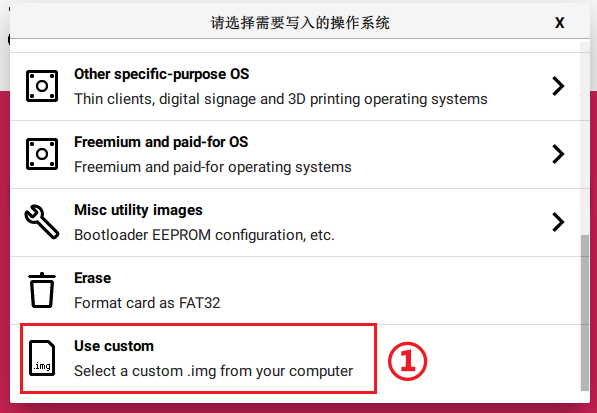 请选择需要写入的操作系统
X
Other specific-purpose OS
Thin clients, digital signage and 3D printing operating systems
Freemium and paid-for OS
Freemium and paid-for operating systems
Misc utility images
Bootloader EEPROM configuration, etc.
Erase
Format card as FAT32
Use custom
.img
Select a custom .img from your computer
①